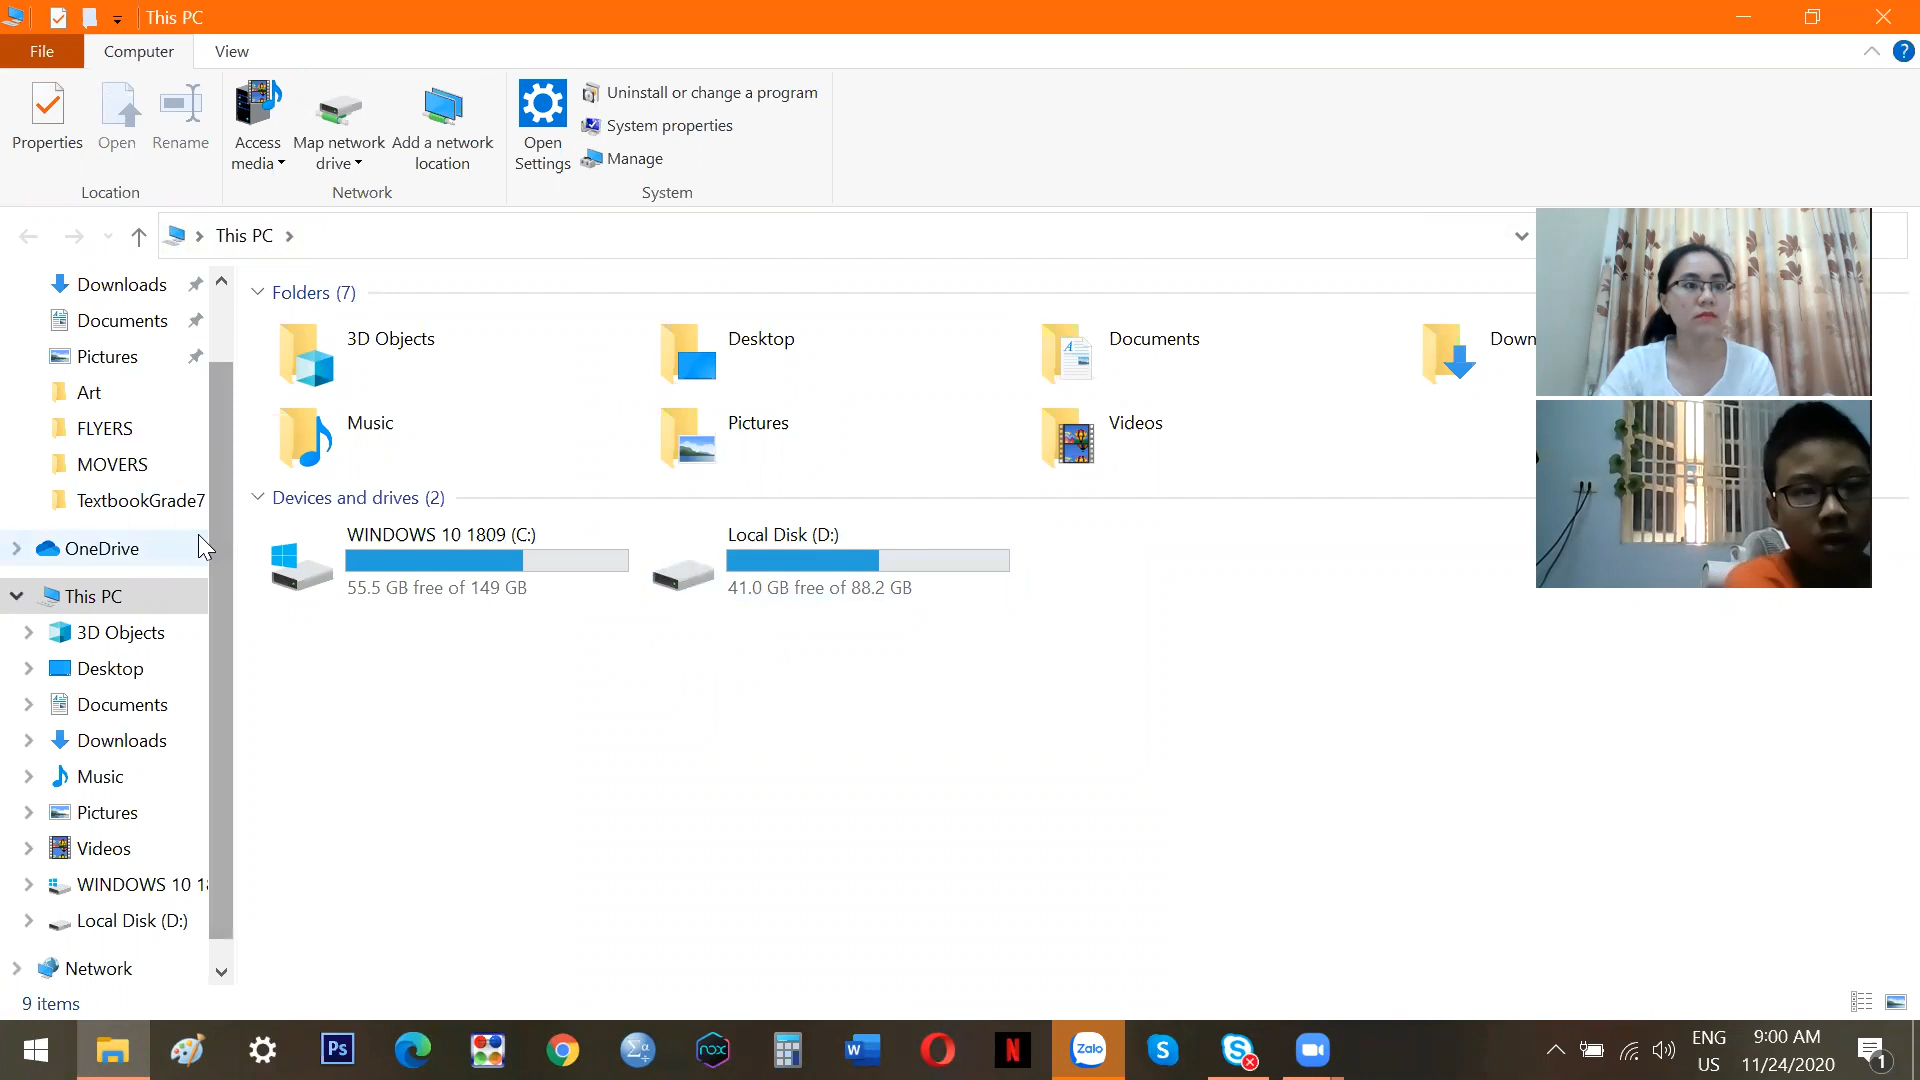 This PC
File
Computer
View
Properties
Open
Rename
Access media
Map network drive
Add a network location
Open Settings
Uninstall or change a program
System properties
Manage
Location
Network
System
This PC
Downloads
Documents
Pictures
Art
FLYERS
MOVERS
TextbookGrade7
OneDrive
This PC
3D Objects
Desktop
Documents
Downloads
Music
Pictures
Videos
WINDOWS 10 18
Local Disk (D:)
Network
Folders (7)
3D Objects
Desktop
Documents
Down
Music
Pictures
Videos
Devices and drives (2)
WINDOWS 10 1809 (C:)
55.5 GB free of 149 GB
Local Disk (D:)
41.0 GB free of 88.2 GB
9 items
Ps
nox
W
N
Zalo
S
S
ENG
US
9:00 AM
11/24/2020
1